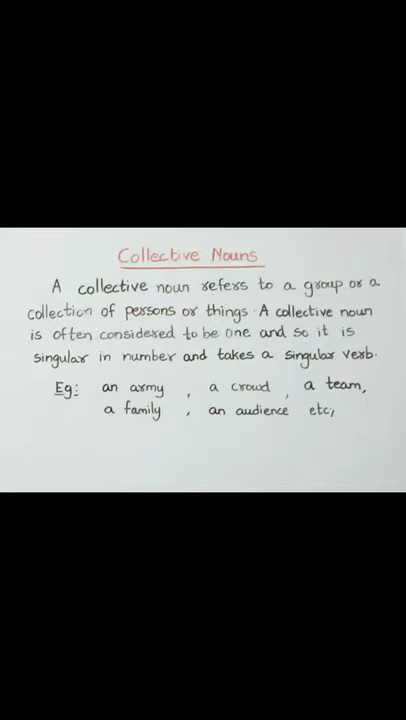 Collective Nouns
A collective noun refers to a group or a
collection of persons or things. A collective noun
is often considered to be one and so it is
singular in number and takes a singular verb.
Eg: an army , a crowd , a team,
a family , an audience etc,